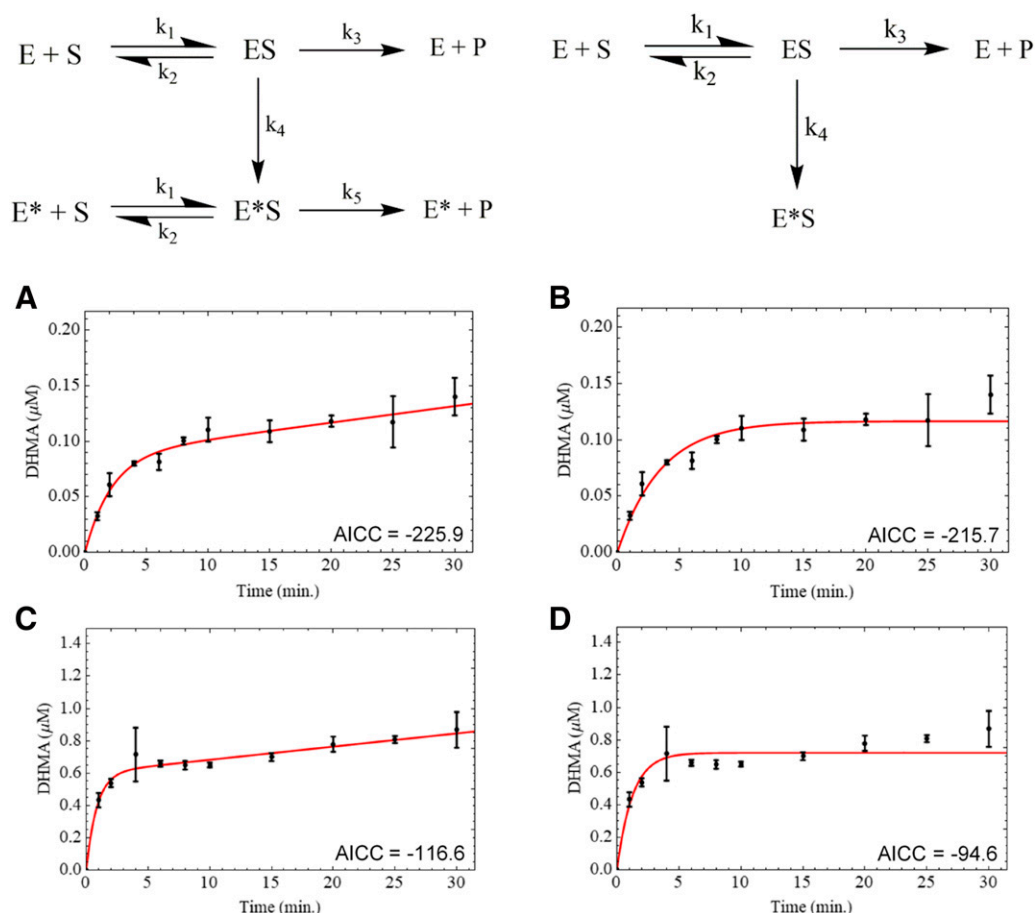 k1 k1
E + S ES k3 E + P E + S ES k3 E + P
k2 k2
k4 k4
k1
E* + S E*S k5 E* + P E*S
k2
A B
0.20 0.20
0.15 0.15
0.10 0.10
0.05 0.05
0.00 0.00
DHMA (μM) DHMA (μM)
AICC = -225.9 AICC = -215.7
0 5 10 15 20 25 30 0 5 10 15 20 25 30
Time (min.) Time (min.)
C D
1.4 1.4
1.2 1.2
1.0 1.0
0.8 0.8
0.6 0.6
0.4 0.4
0.2 0.2
0.0 0.0
DHMA (μM) DHMA (μM)
AICC = -116.6 AICC = -94.6
0 5 10 15 20 25 30 0 5 10 15 20 25 30
Time (min.) Time (min.)